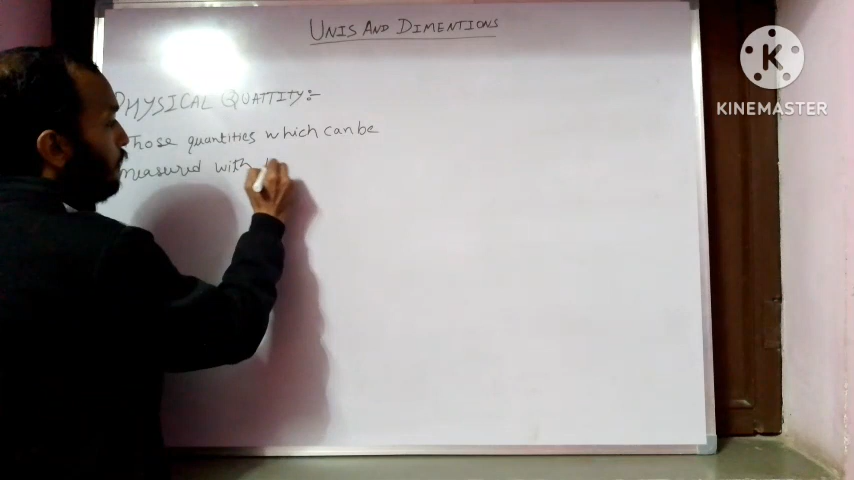 UNIS AND DIMENTIONS
PHYSICAL QUATTITY:-
those quantities which can be
measured with
K
KINEMASTER